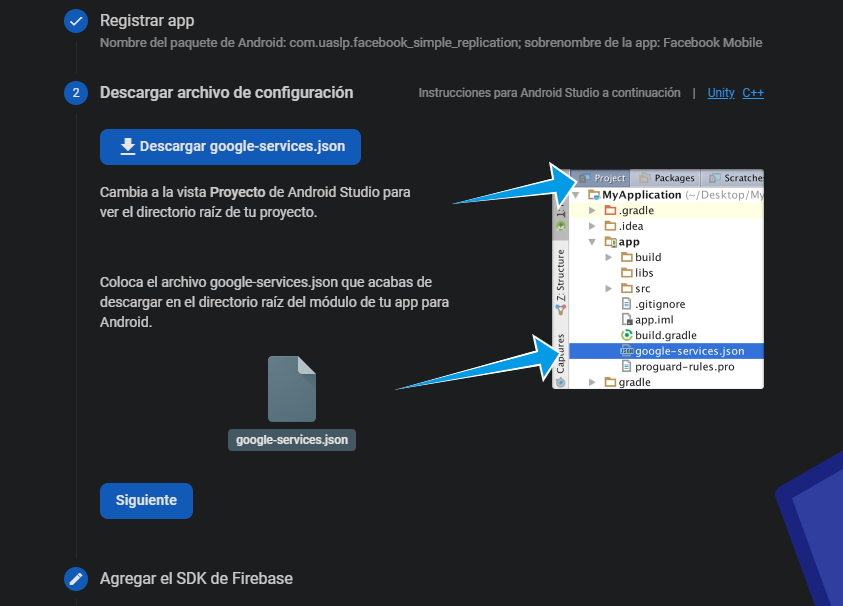 Registrar app
Nombre del paquete de Android: com.uaslp.facebook_simple_replication; sobrenombre de la app: Facebook Mobile
2 Descargar archivo de configuración
Instrucciones para Android Studio a continuación | Unity C++
Descargar google-services.json
Cambia a la vista Proyecto de Android Studio para
ver el directorio raíz de tu proyecto.
Coloca el archivo google-services.json que acabas de
descargar en el directorio raíz del módulo de tu app para
Android.
google-services.json
Siguiente
Project Packages Scratches
MyApplication (~/Desktop/My
.gradle
.idea
app
build
libs
src
.gitignore
app.iml
build.gradle
google-services.json
proguard-rules.pro
gradle
Z: Structure
Captures
Agregar el SDK de Firebase